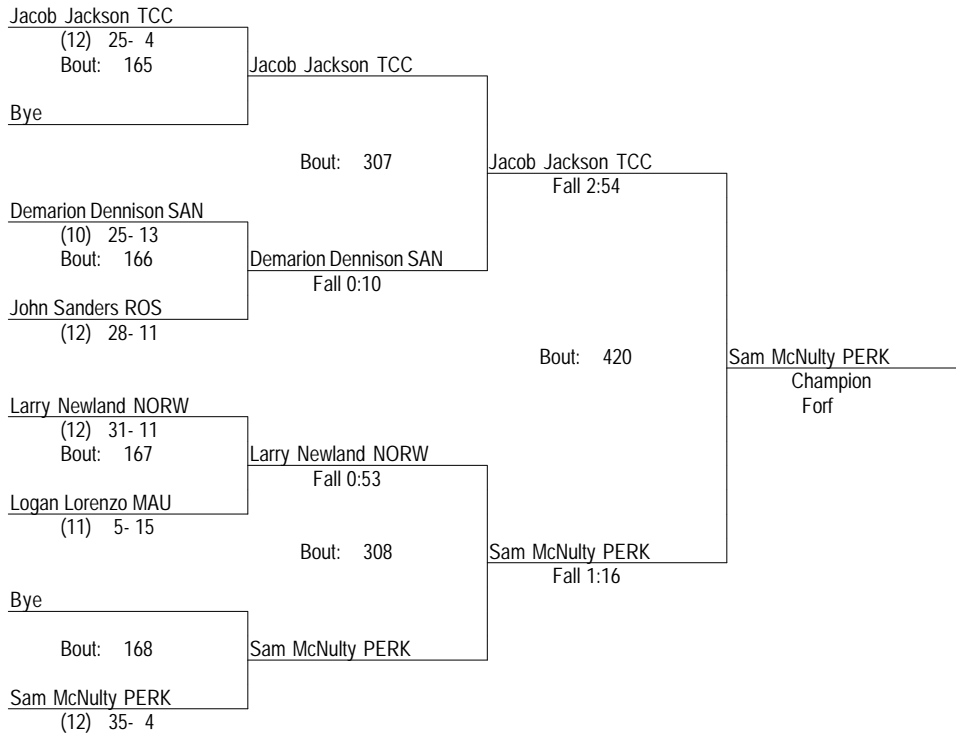 Jacob Jackson TCC
(12) 25- 4
Bout: 165
Jacob Jackson TCC
Bye
Bout: 307
Jacob Jackson TCC
Fall 2:54
Demarion Dennison SAN
(10) 25- 13
Bout: 166
Demarion Dennison SAN
Fall 0:10
John Sanders ROS
(12) 28- 11
Bout: 420
Sam McNulty PERK
Champion
Forf
Larry Newland NORW
(12) 31- 11
Bout: 167
Larry Newland NORW
Fall 0:53
Logan Lorenzo MAU
(11) 5- 15
Bout: 308
Sam McNulty PERK
Fall 1:16
Bye
Bout: 168
Sam McNulty PERK
Sam McNulty PERK
(12) 35- 4